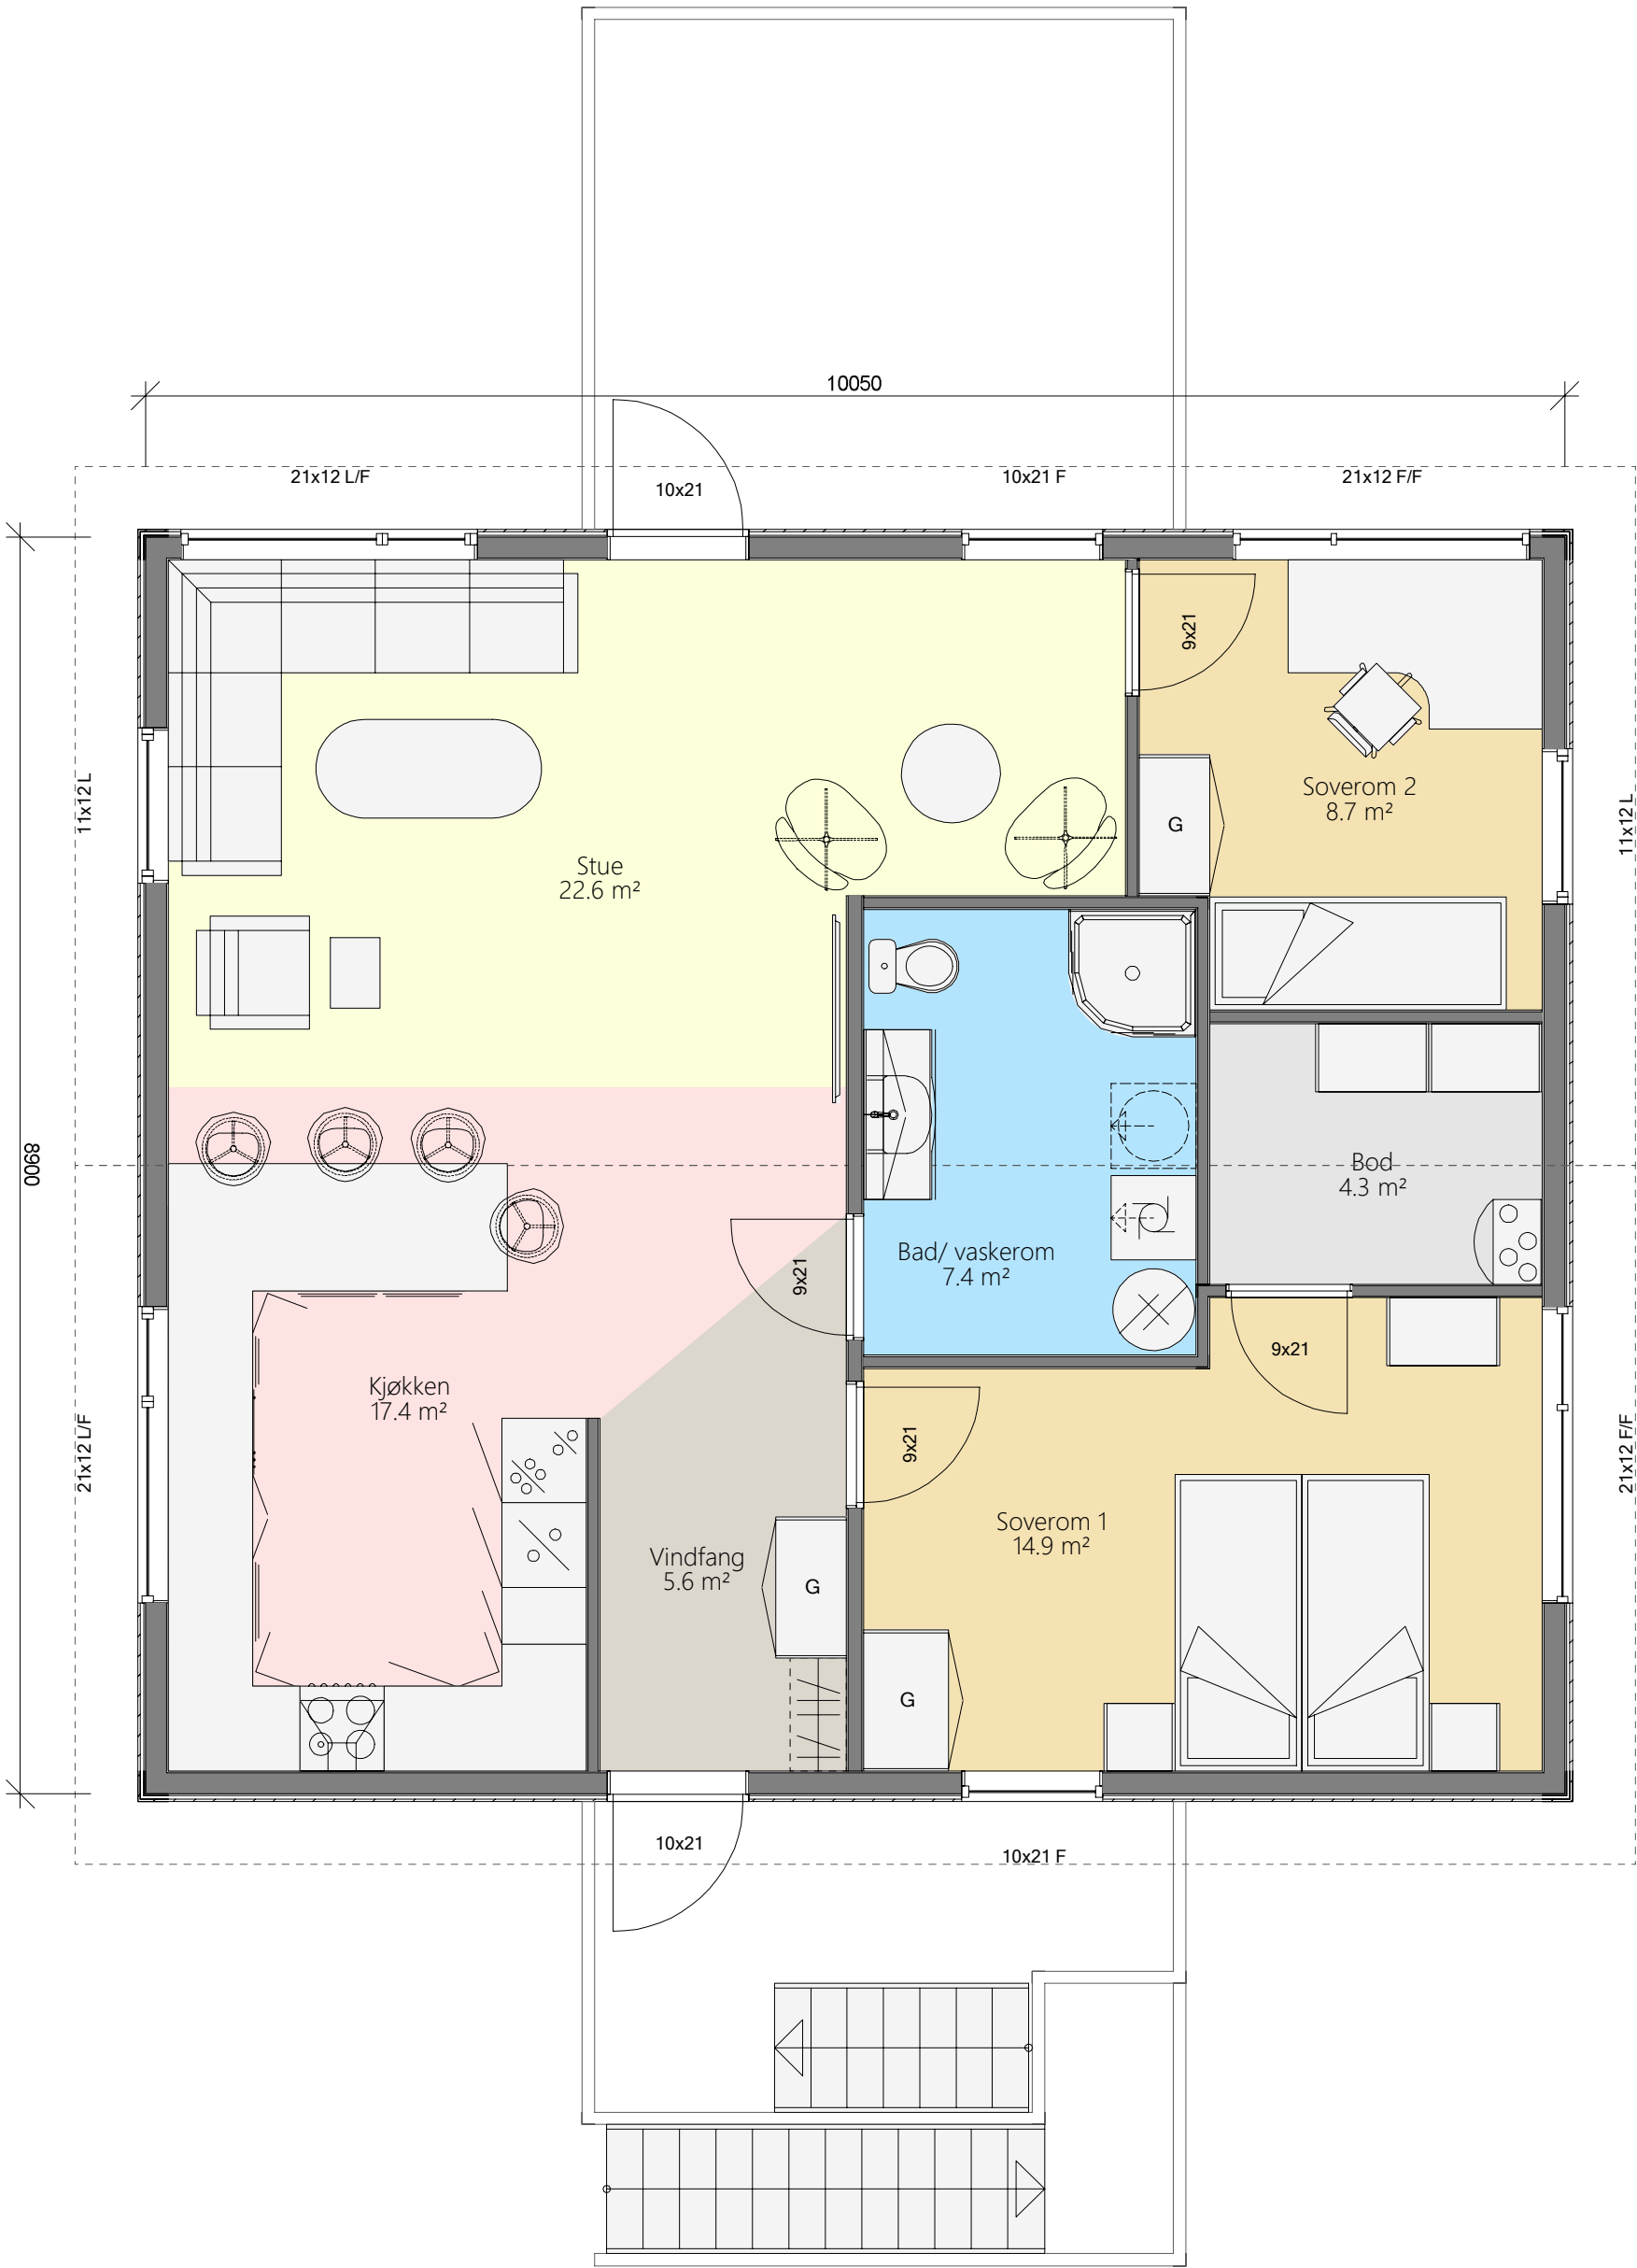 10050
21x12 L/F
10x21
10x21 F
21x12 F/F
9x21
11x12 L
Soverom 2
8.7 m²
11x12 L
G
Stue
22.6 m²
8900
Bod
4.3 m²
Bad/ vaskerom
7.4 m²
9x21
9x21
Kjøkken
17.4 m²
21x12 L/F
9x21
21x12 F/F
Soverom 1
14.9 m²
Vindfang
5.6 m²
G
G
10x21
10x21 F